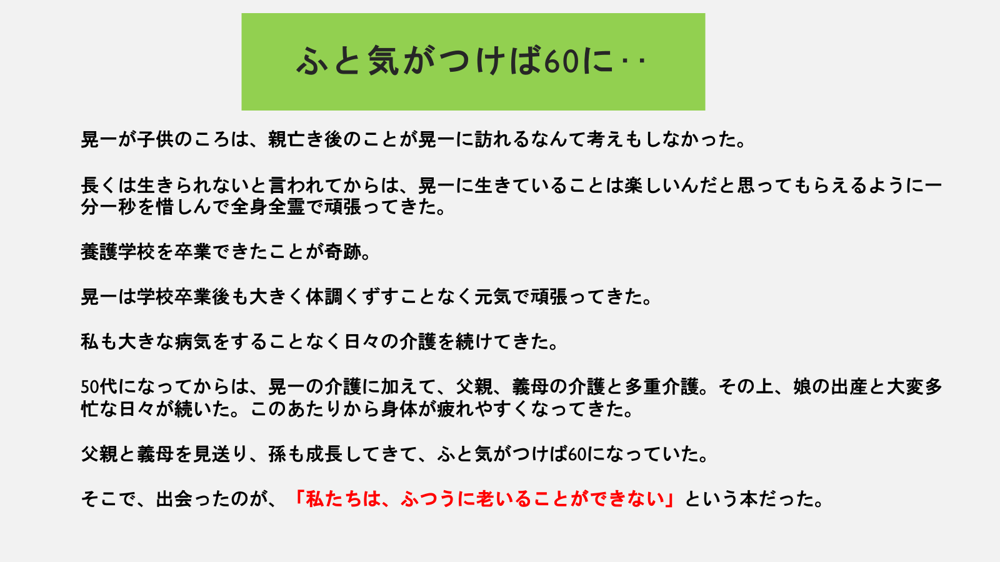 ふと気がつけば60に‥
晃一が子供のころは、親亡き後のことが晃一に訪れるなんて考えもしなかった。
長くは生きられないと言われてからは、晃一に生きていることは楽しいんだと思ってもらえるように一
分一秒を惜しんで全身全霊で頑張ってきた。
養護学校を卒業できたことが奇跡。
晃一は学校卒業後も大きく体調くずすことなく元気で頑張ってきた。
私も大きな病気をすることなく日々の介護を続けてきた。
50代になってからは、晃一の介護に加えて、父親、義母の介護と多重介護。その上、娘の出産と大変多
忙な日々が続いた。このあたりから身体が疲れやすくなってきた。
父親と義母を見送り、孫も成長してきて、ふと気がつけば60になっていた。
そこで、出会ったのが、「私たちは、ふつうに老いることができない」という本だった。